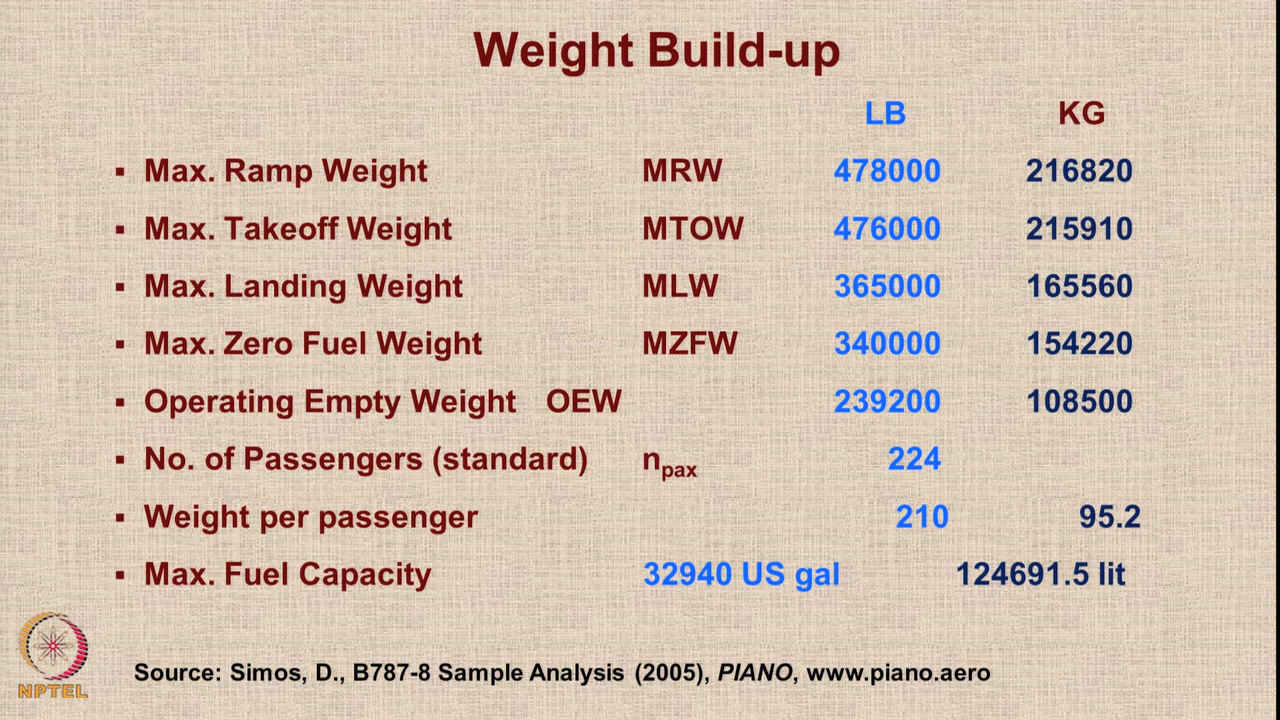 Weight Build-up
LB KG
▪ Max. Ramp Weight MRW 478000 216820
▪ Max. Takeoff Weight MTOW 476000 215910
▪ Max. Landing Weight MLW 365000 165560
▪ Max. Zero Fuel Weight MZFW 340000 154220
▪ Operating Empty Weight OEW 239200 108500
▪ No. of Passengers (standard) npax 224
▪ Weight per passenger 210 95.2
▪ Max. Fuel Capacity 32940 US gal 124691.5 lit
Source: Simos, D., B787-8 Sample Analysis (2005), PIANO, www.piano.aero
NPTEL